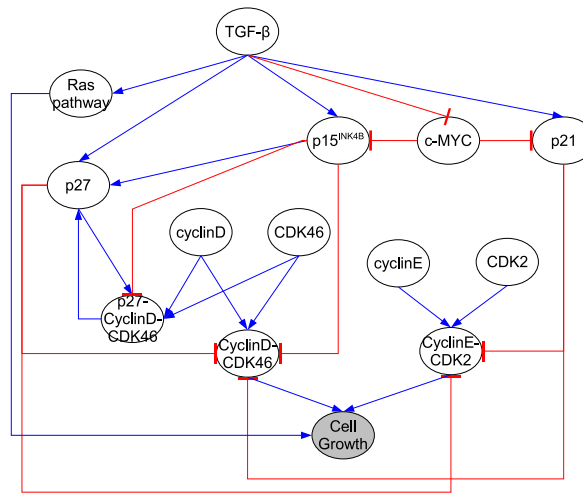 TGF-β
Ras
pathway
p15INK4B
c-MYC
p21
p27
cyclinD
CDK46
cyclinE
CDK2
p27-
CyclinD-
CDK46
CyclinD-
CDK46
CyclinE-
CDK2
Cell
Growth